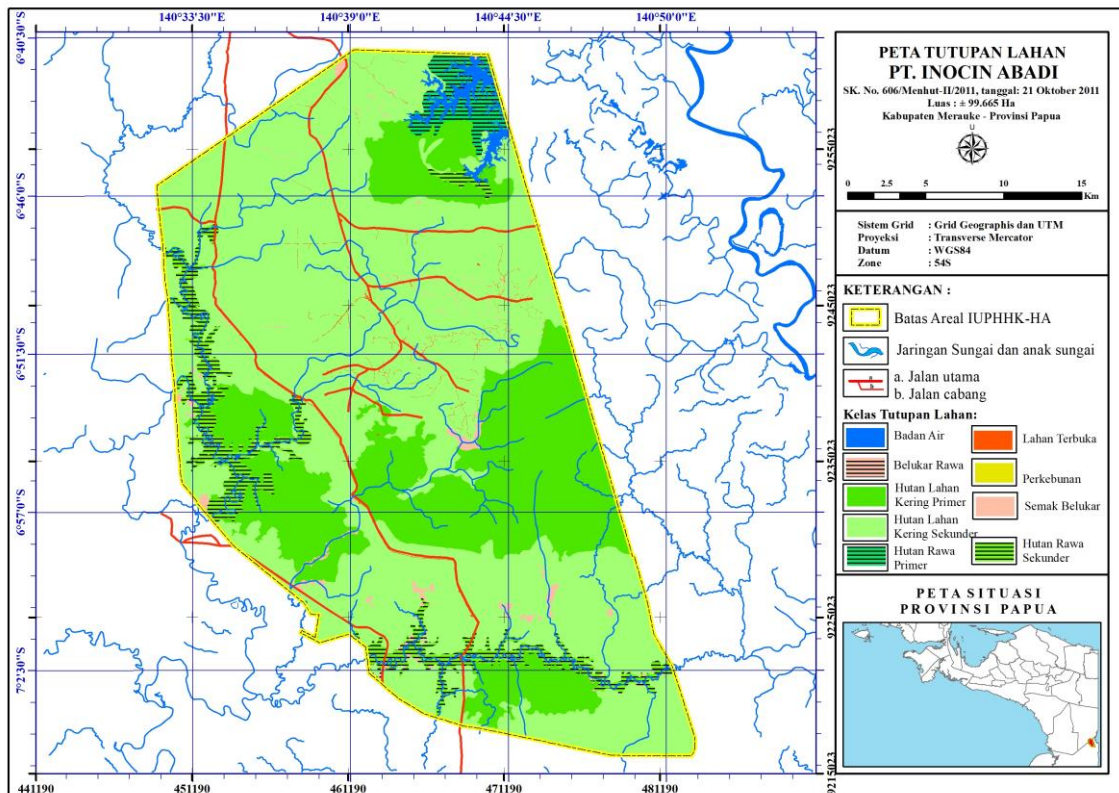 140°33'30"E 140°39'0"E 140°44'30"E 140°50'0"E
6°40'30"S
6°46'0"S
6°51'30"S
6°57'0"S
7°2'30"S
9255023
9245023
9235023
9225023
9215023
441190 451190 461190 471190 481190
PETA TUTUPAN LAHAN
PT. INOCIN ABADI
SK. No. 606/Menhut-II/2011, tanggal: 21 Oktober 2011
Luas : ± 99.665 Ha
Kabupaten Merauke - Provinsi Papua
U
0 2.5 5 10 15
Km
Sistem Grid : Grid Geographis dan UTM
Proyeksi : Transverse Mercator
Datum : WGS84
Zone : 54S
KETERANGAN :
Batas Areal IUPHHK-HA
Jaringan Sungai dan anak sungai
a. Jalan utama
b. Jalan cabang
Kelas Tutupan Lahan:
Badan Air
Lahan Terbuka
Belukar Rawa
Perkebunan
Hutan Lahan
Kering Primer
Semak Belukar
Hutan Lahan
Kering Sekunder
Hutan Rawa
Primer
Hutan Rawa
Sekunder
PETA SITUASI
PROVINSI PAPUA